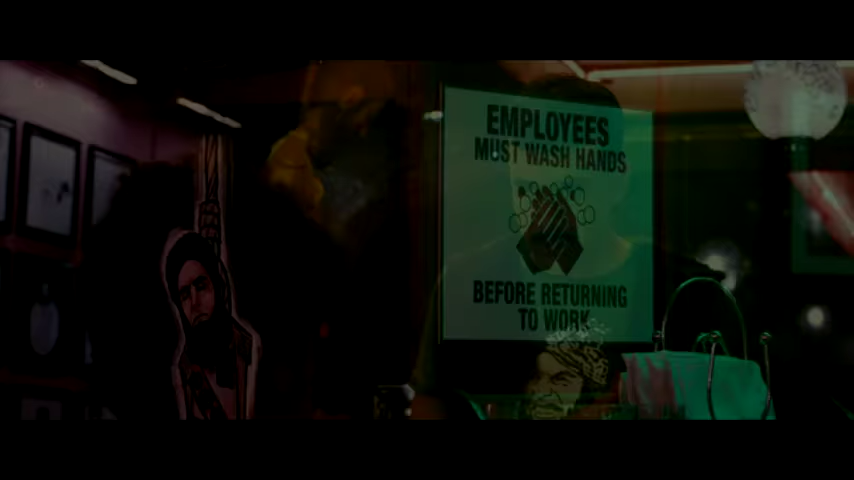 EMPLOYEES
MUST WASH HANDS
BEFORE RETURNING
TO WORK